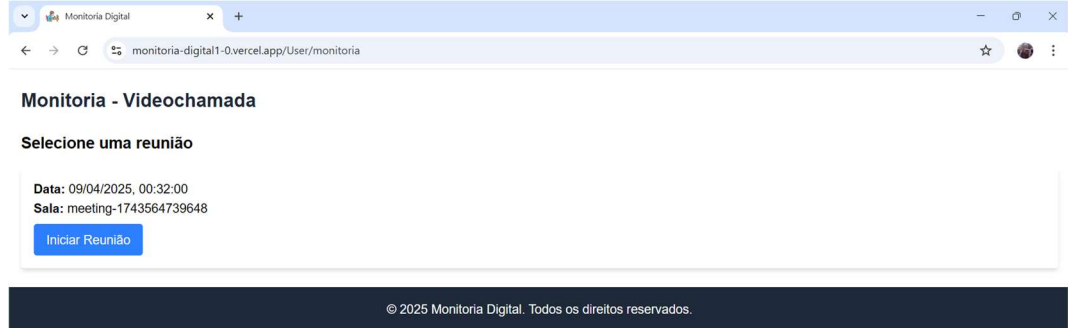 Monitoria Digital
monitoria-digital1-0.vercel.app/User/monitoria
Monitoria - Videochamada
Selecione uma reunião
Data: 09/04/2025, 00:32:00
Sala: meeting-1743564739648
Iniciar Reunião
© 2025 Monitoria Digital. Todos os direitos reservados.